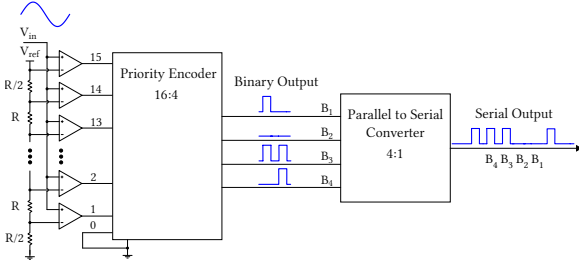 V_in
V_ref
R/2
R
R
R/2
15
14
13
2
1
0
Priority Encoder
16:4
Binary Output
B_1
B_2
B_3
B_4
Parallel to Serial
Converter
4:1
Serial Output
B_4 B_3 B_2 B_1